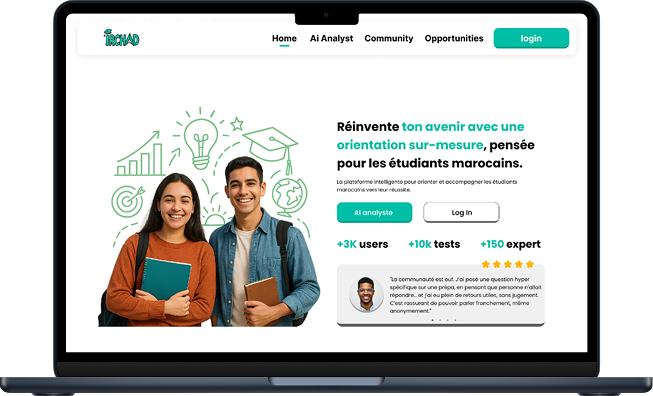 IRCHAD
Home Ai Analyst Community Opportunities login
Réinvente ton avenir avec une
orientation sur-mesure, pensée
pour les étudiants marocains.
La plateforme intelligente pour orienter et accompagner les étudiants
marocains vers leur réussite.
AI analyste Log In
+3K users +10k tests +150 expert
"La communauté est ouf. J'ai posé une question hyper
spécifique sur une prépa, en pensant que personne n'allait
répondre... et j'ai eu plein de retours utiles, sans jugement.
C'est rassurant de pouvoir parler franchement, même
anonymement."